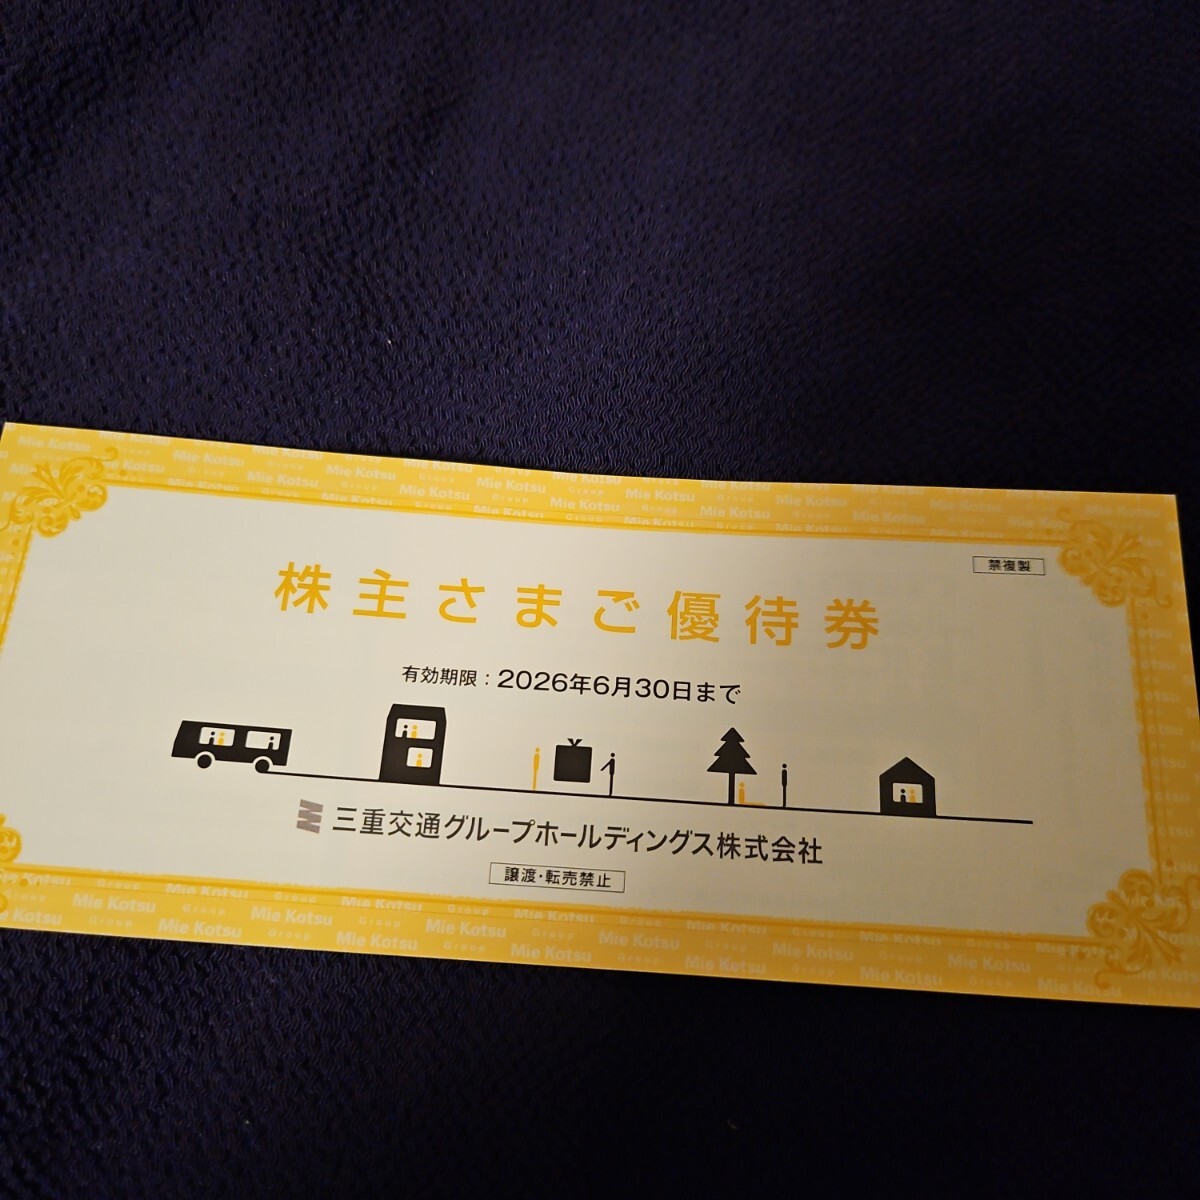 禁複製
株主さまご優待券
有効期限：2026年6月30日まで
三重交通グループホールディングス株式会社
譲渡・転売禁止
Mie Kotsu Group